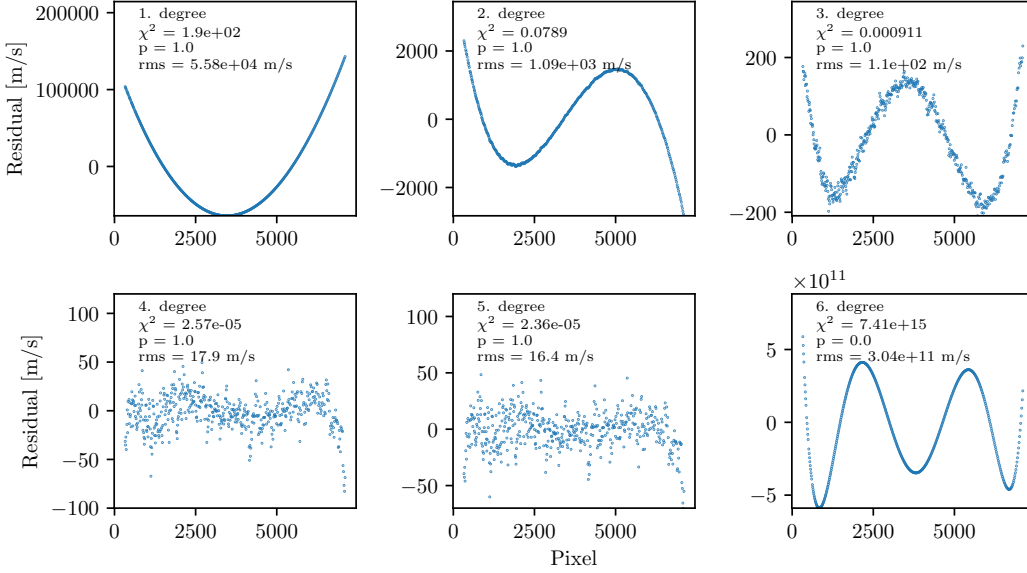 1. degree
χ² = 1.9e+02
p = 1.0
rms = 5.58e+04 m/s
100000
0
0
2500
5000
Residual [m/s]
2. degree
χ² = 0.0789
p = 1.0
rms = 1.09e+03 m/s
2000
0
−2000
0
2500
5000
3. degree
χ² = 0.000911
p = 1.0
rms = 1.1e+02 m/s
200
0
−200
0
2500
5000
4. degree
χ² = 2.57e-05
p = 1.0
rms = 17.9 m/s
100
50
0
−50
−100
0
2500
5000
Residual [m/s]
5. degree
χ² = 2.36e-05
p = 1.0
rms = 16.4 m/s
100
50
0
−50
0
2500
5000
Pixel
×10¹¹
6. degree
χ² = 7.41e+15
p = 0.0
rms = 3.04e+11 m/s
5
0
−5
0
2500
5000